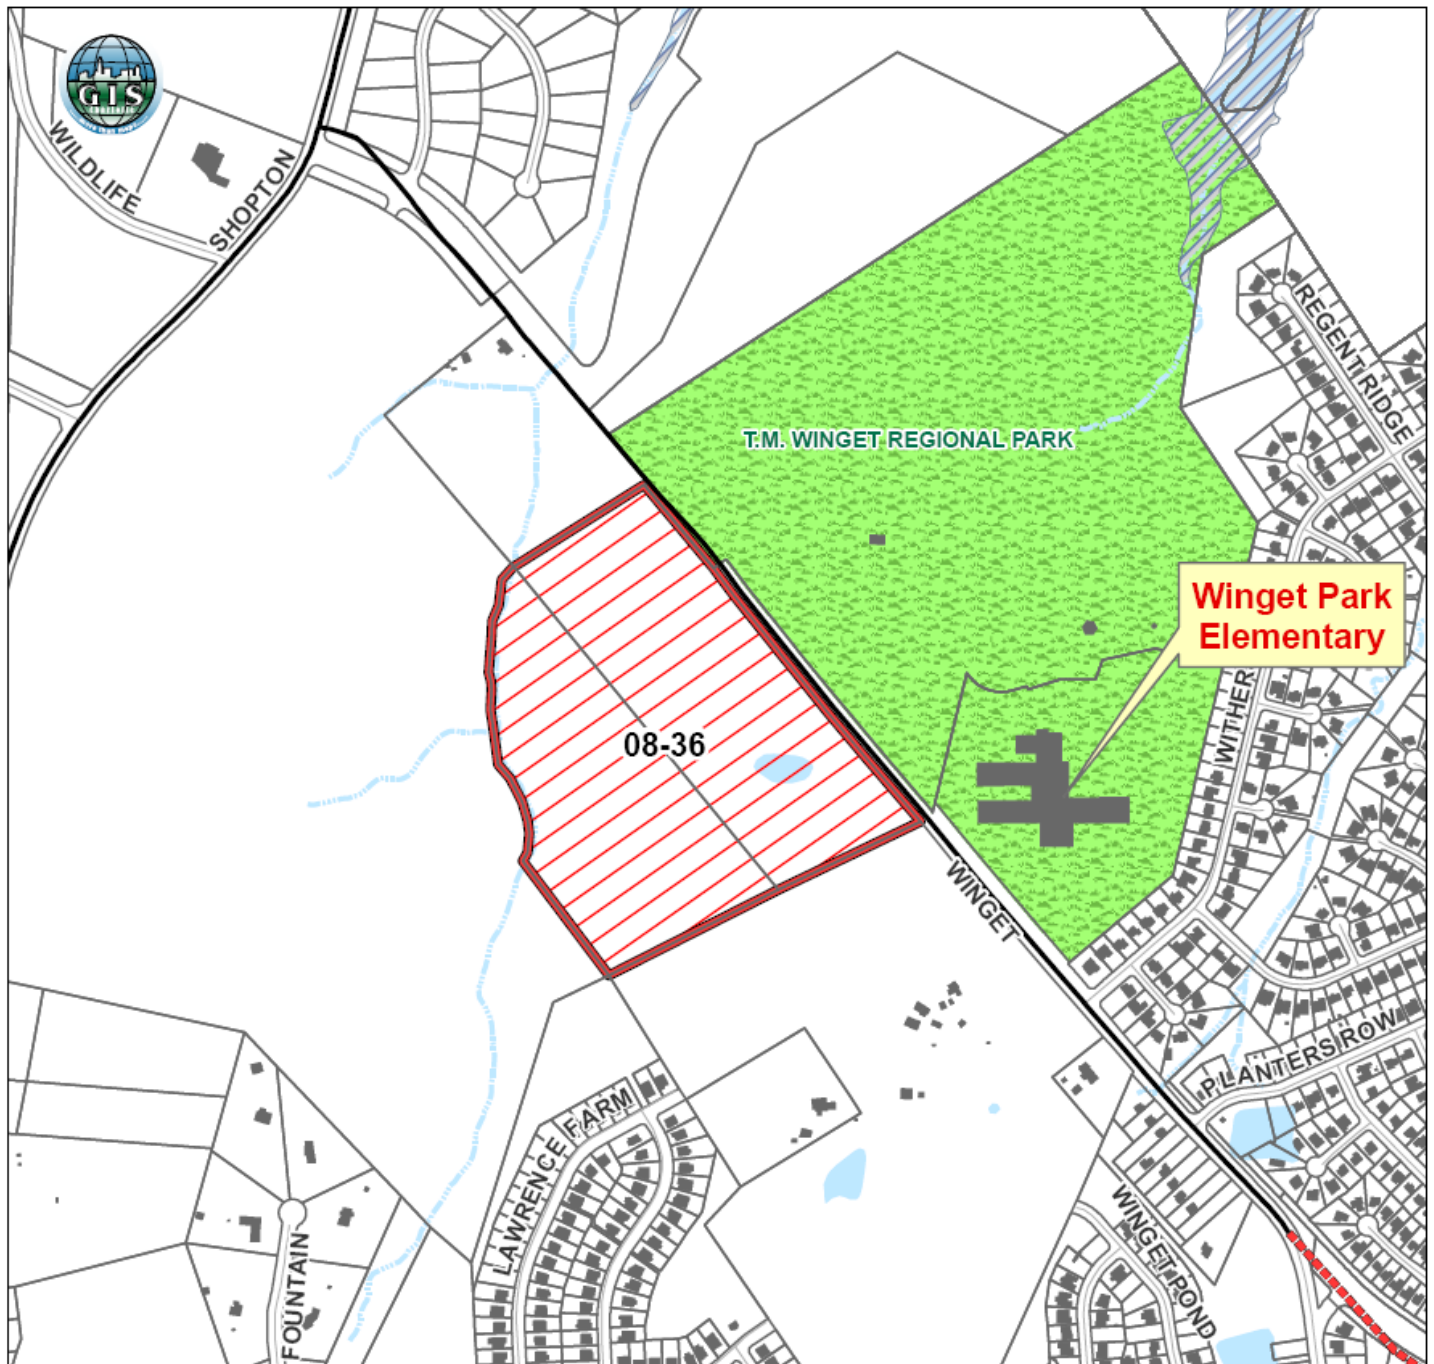 GIS
WILDLIFE
SHOPTON
REGENT RIDGE
T.M. WINGET REGIONAL PARK
Winget Park
Elementary
WITHER
08-36
WINGET
PLANTERS ROW
LAWRENCE FARM
WINGET POND
FOUNTAIN